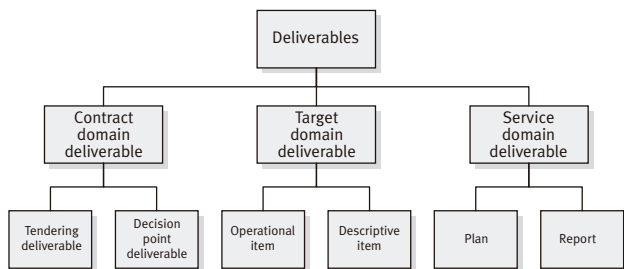 Deliverables
Contract
domain
deliverable
Target
domain
deliverable
Service
domain
deliverable
Tendering
deliverable
Decision
point
deliverable
Operational
item
Descriptive
item
Plan
Report